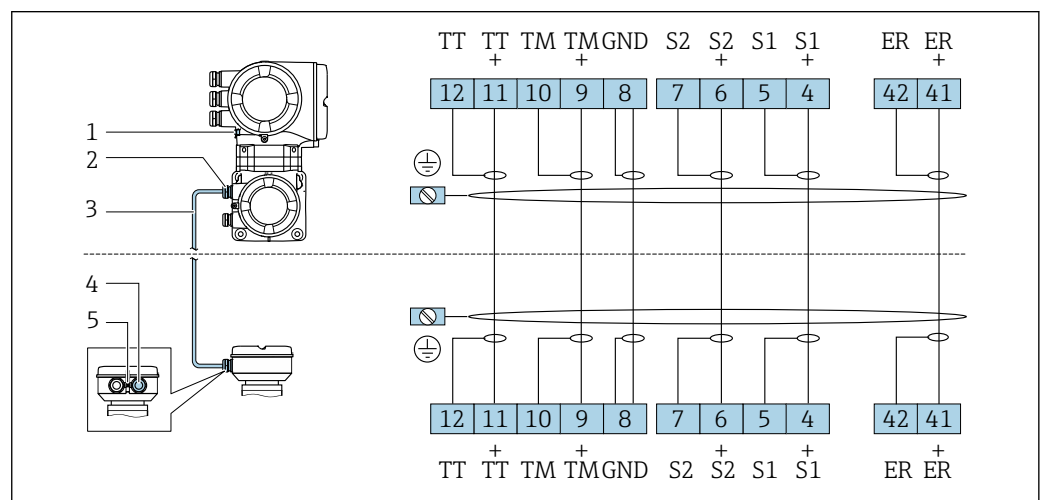 TT TT TM TM GND S2 S2 S1 S1 ER ER
+ + + + +
12 11 10 9 8 7 6 5 4 42 41
1
2
3
4
5
12 11 10 9 8 7 6 5 4 42 41
+ + + + +
TT TT TM TM GND S2 S2 S1 S1 ER ER